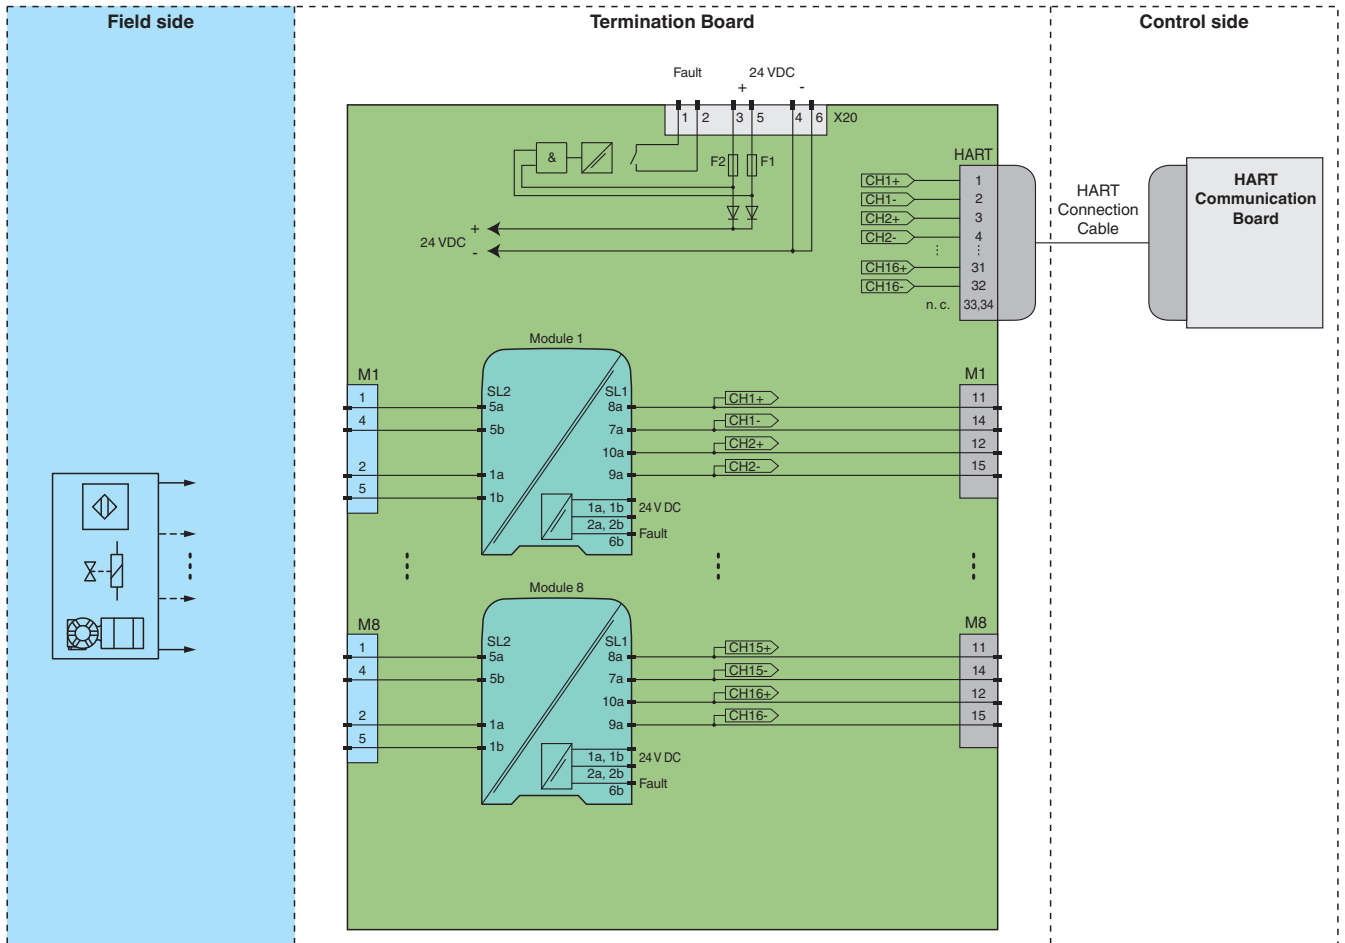 Field side
Termination Board
Control side
Fault
24 VDC
+
-
1
2
3
5
4
6
X20
&
F2
F1
+
24 VDC
-
HART
CH1+
1
CH1-
2
CH2+
3
CH2-
4
CH16+
31
CH16-
32
n. c.
33,34
HART
Connection
Cable
HART
Communication
Board
Module 1
M1
1
4
2
5
SL2
5a
5b
1a
1b
SL1
8a
7a
10a
9a
1a, 1b
24 V DC
2a, 2b
Fault
6b
CH1+
CH1-
CH2+
CH2-
M1
11
14
12
15
Module 8
M8
1
4
2
5
SL2
5a
5b
1a
1b
SL1
8a
7a
10a
9a
1a, 1b
24 V DC
2a, 2b
Fault
6b
CH15+
CH15-
CH16+
CH16-
M8
11
14
12
15